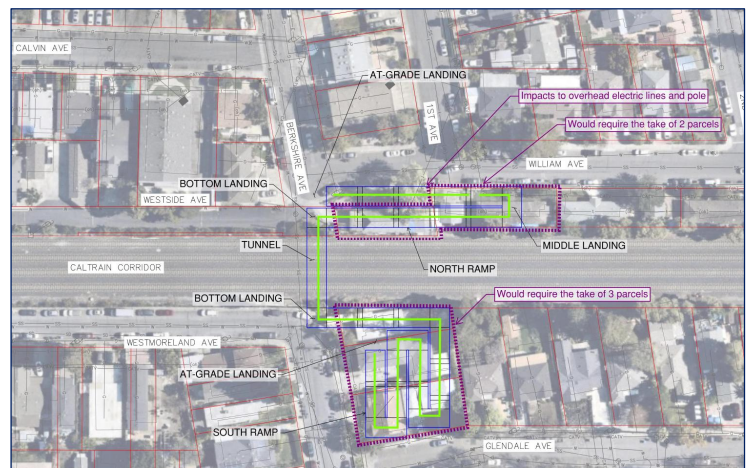 CALVIN AVE
AT-GRADE LANDING
Impacts to overhead electric lines and pole
1ST AVE
BERKSHIRE AVE
Would require the take of 2 parcels
WILLIAM AVE
BOTTOM LANDING
WESTSIDE AVE
TUNNEL
MIDDLE LANDING
CALTRAIN CORRIDOR
NORTH RAMP
BOTTOM LANDING
Would require the take of 3 parcels
WESTMORELAND AVE
AT-GRADE LANDING
SOUTH RAMP
GLENDALE AVE